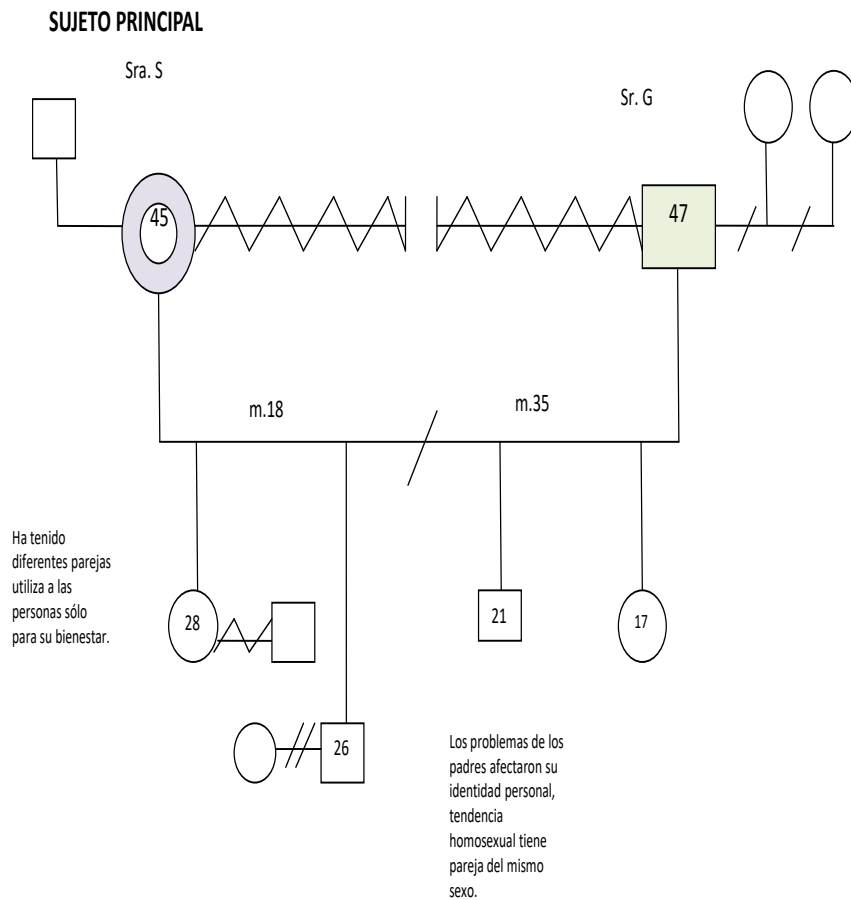 SUJETO PRINCIPAL
Sra. S
Sr. G
45
47
m.18
m.35
Ha tenido
diferentes parejas
utiliza a las
personas sólo
para su bienestar.
28
21
17
26
Los problemas de los
padres afectaron su
identidad personal,
tendencia
homosexual tiene
pareja del mismo
sexo.